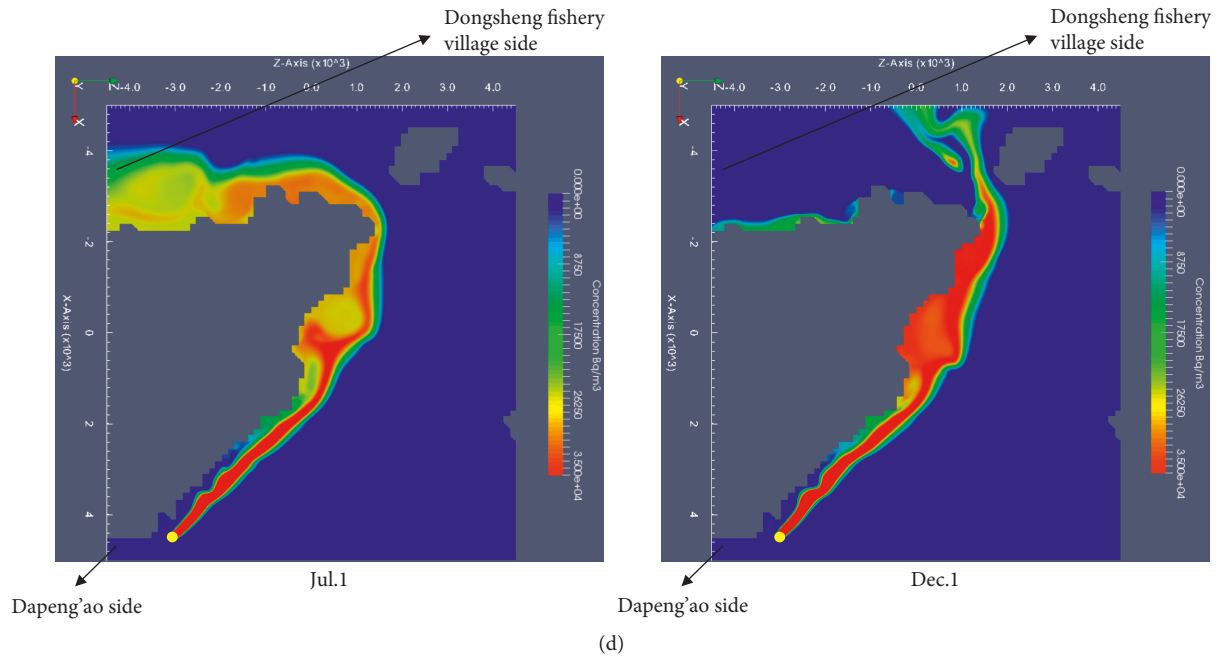 Dongsheng fishery
village side
Dongsheng fishery
village side
Z-Axis (x10^3)
-4.0 -3.0 -2.0 -1.0 0.0 1.0 2.0 3.0 4.0
Z-Axis (x10^3)
-4.0 -3.0 -2.0 -1.0 0.0 1.0 2.0 3.0 4.0
Y
Z
X
Y
Z
X
-4
-2
0
2
4
X-Axis (x10^3)
0.000e+00
8750
17500
26250
3.500e+04
Concentration Bq/m3
-4
-2
0
2
4
X-Axis (x10^3)
0.000e+00
8750
17500
26250
3.500e+04
Concentration Bq/m3
Jul.1
Dec.1
Dapeng’ao side
Dapeng’ao side
(d)